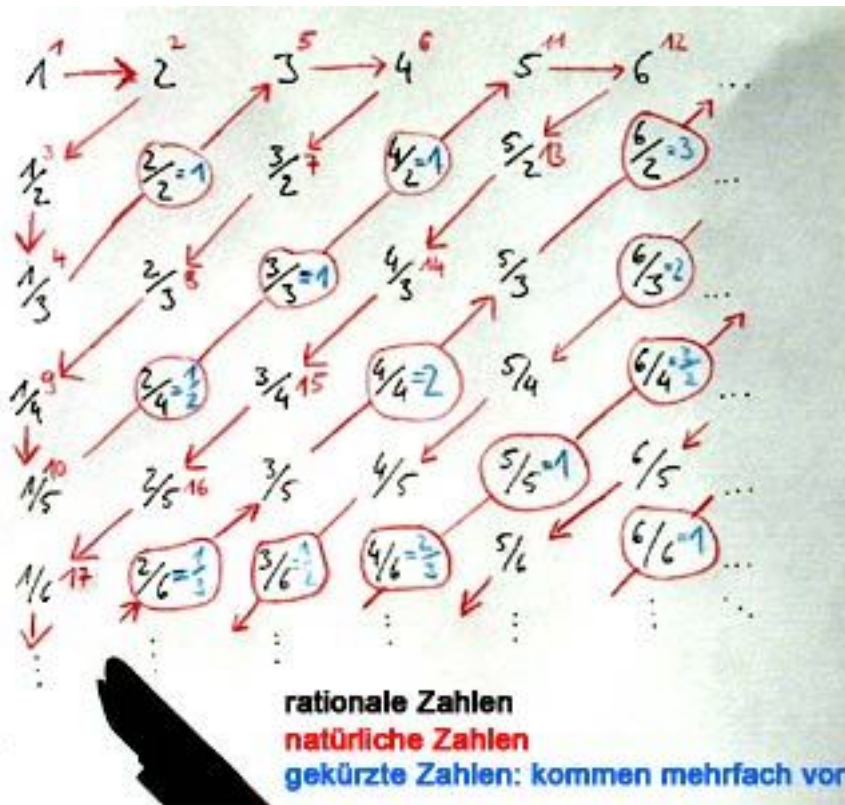 1 1 2 2 3 5 4 6 5 11 6 12 ...
1/2 3 2/2=1 3/2 7 4/2=1 5/2 13 6/2=3 ...
1/3 4 2/3 8 3/3=1 4/3 14 5/3 6/3=2 ...
1/4 9 2/4=1/2 3/4 15 4/4=2 5/4 6/4=3/2 ...
1/5 10 2/5 16 3/5 4/5 5/5=1 6/5 ...
1/6 17 2/6=1/3 3/6=1/2 4/6=2/3 5/6 6/6=1 ...
rationale Zahlen
natürliche Zahlen
gekürzte Zahlen: kommen mehrfach vor